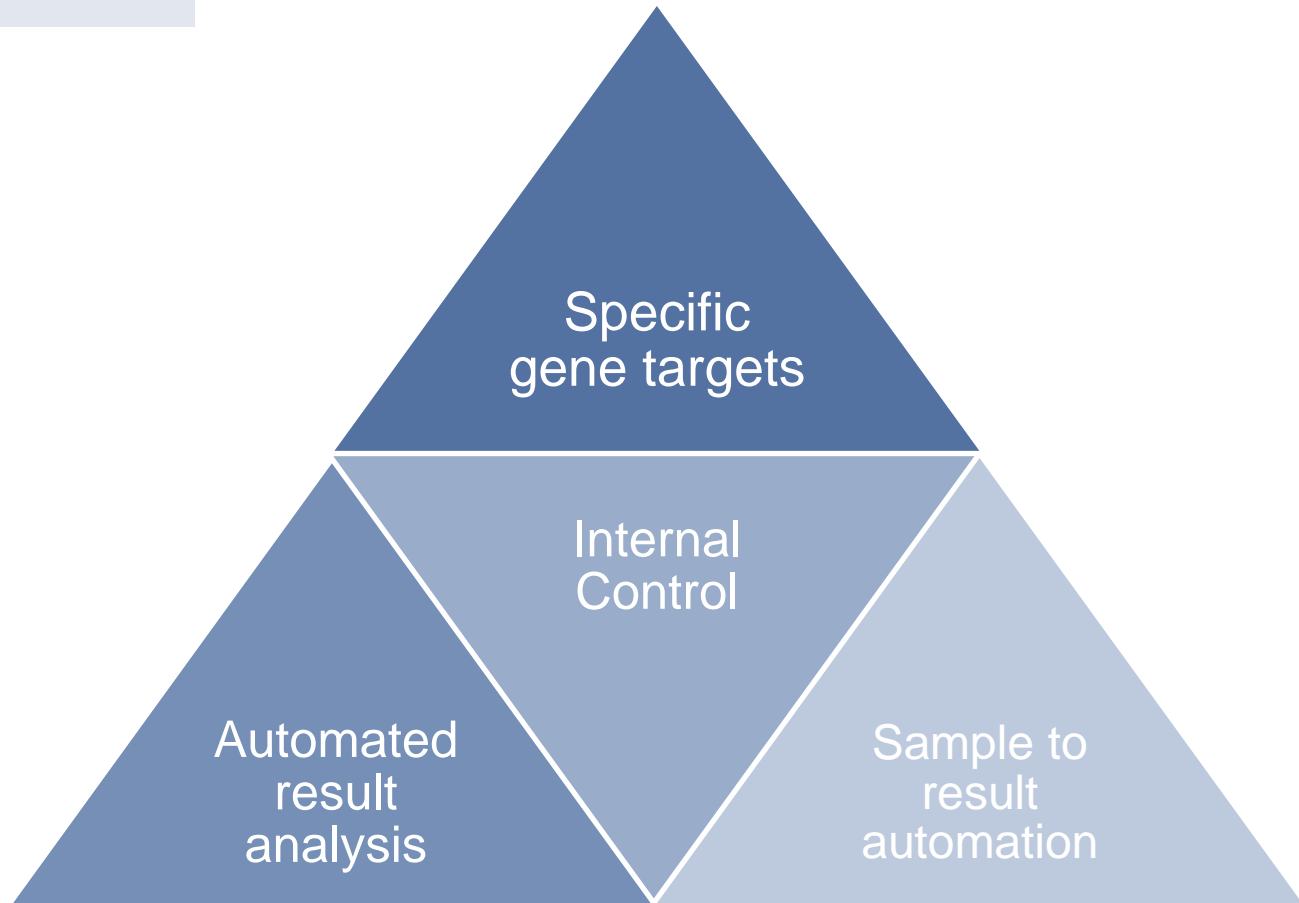 Specific
gene targets
Internal
Control
Automated
result
analysis
Sample to
result
automation